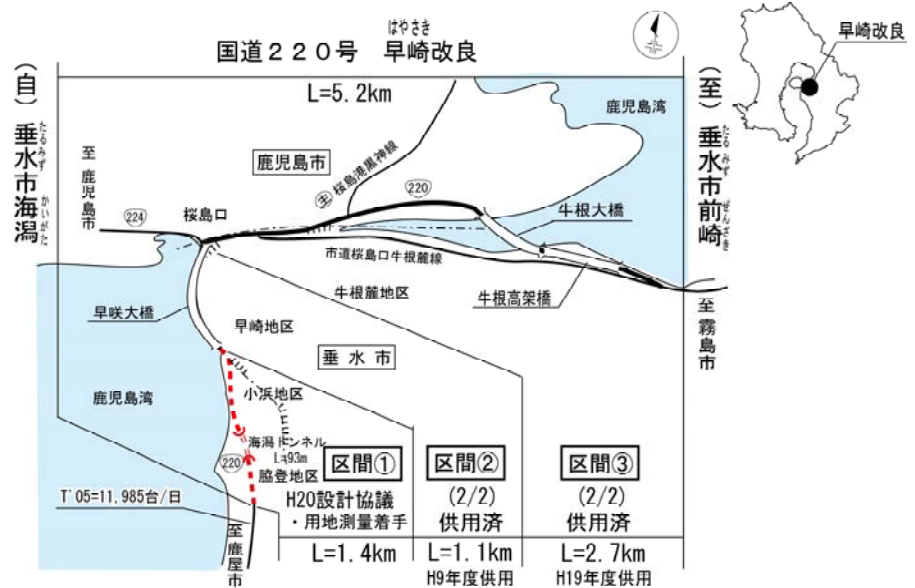 はやさき
国道220号 早崎改良
早崎改良
L=5.2km
(自)垂水市海潟
たるみず かいがた
(至)垂水市前崎
たるみず ぜんざき
鹿児島湾
至 鹿児島市
鹿児島市
主 桜島港黒神線
220
224
桜島口
牛根大橋
市道桜島口牛根麓線
牛根麓地区
牛根高架橋
至霧島市
早咲大橋
早崎地区
垂水市
鹿児島湾
小浜地区
海潟トンネル
L=93m
220
脇登地区
T'05=11,985台/日
至鹿屋市
区間①
H20設計協議
・用地測量着手
L=1.4km
区間②
(2/2)
供用済
L=1.1km
H9年度供用
区間③
(2/2)
供用済
L=2.7km
H19年度供用